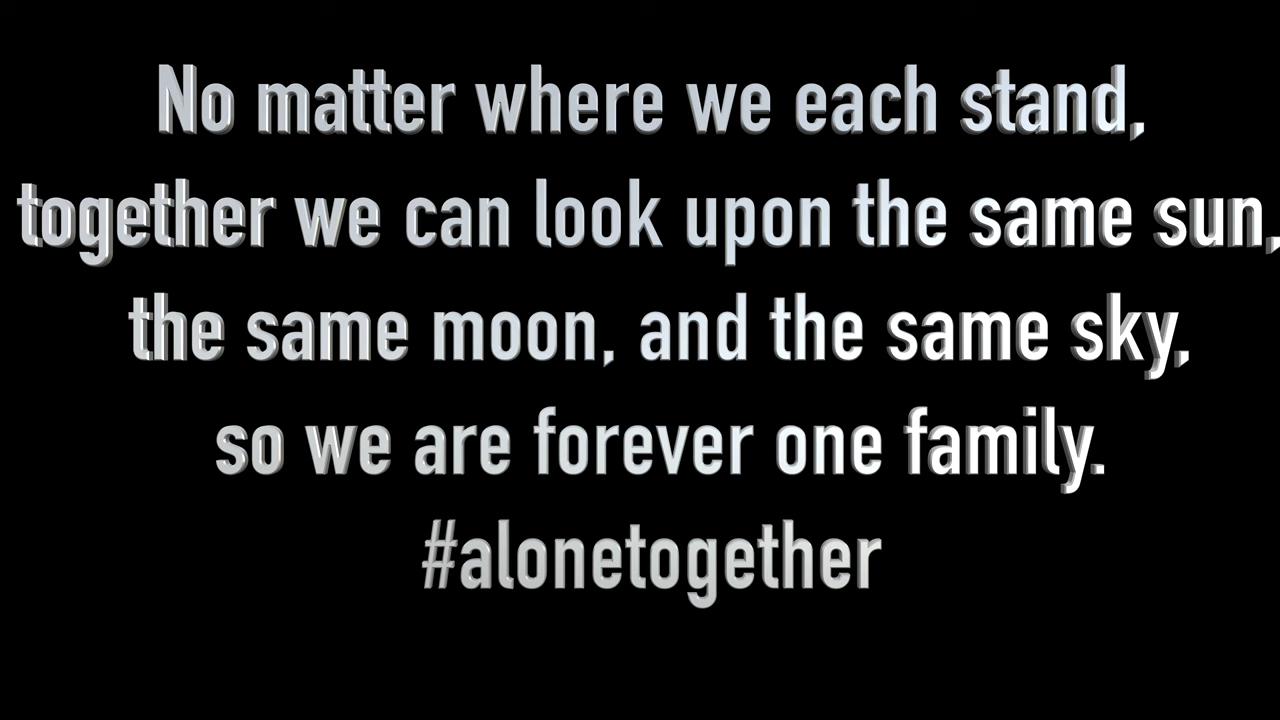 No matter where we each stand,
together we can look upon the same sun,
the same moon, and the same sky,
so we are forever one family.
#alonetogether